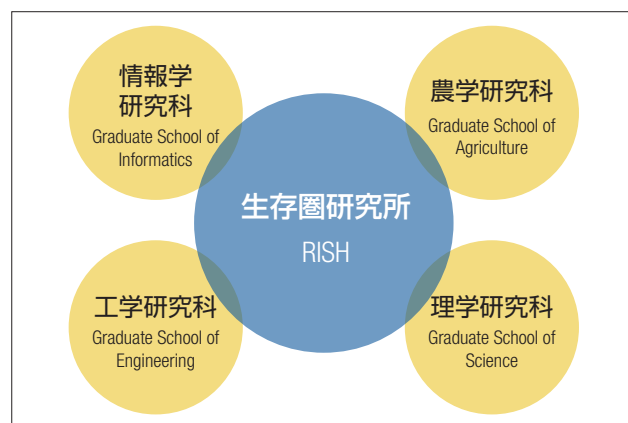 情報学
研究科
Graduate School of
Informatics
農学研究科
Graduate School of
Agriculture
生存圏研究所
RISH
工学研究科
Graduate School of
Engineering
理学研究科
Graduate School of
Science